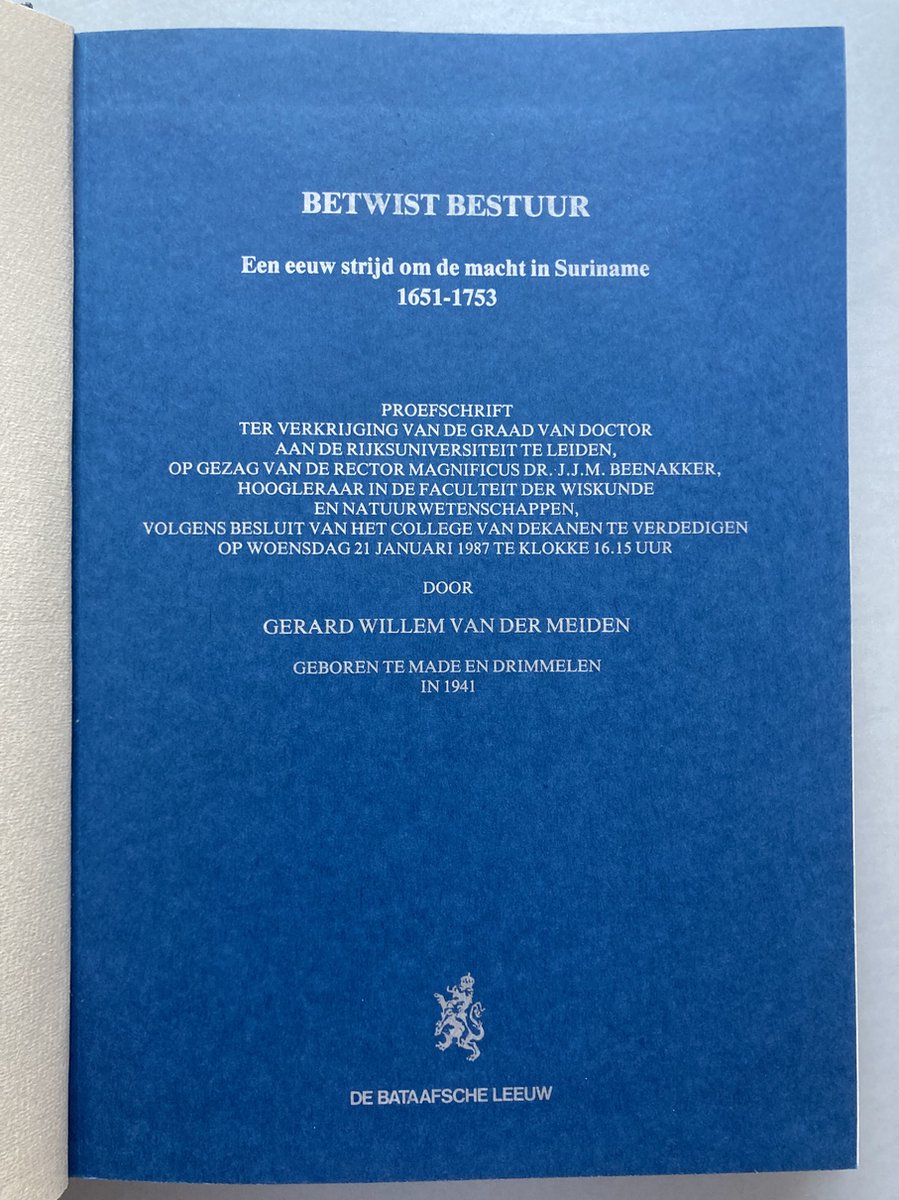 BETWIST BESTUUR
Een eeuw strijd om de macht in Suriname
1651-1753
PROEFSCHRIFT
TER VERKRIJGING VAN DE GRAAD VAN DOCTOR
AAN DE RIJKSUNIVERSITEIT TE LEIDEN,
OP GEZAG VAN DE RECTOR MAGNIFICUS DR. J.J.M. BEENAKKER,
HOOGLERAAR IN DE FACULTEIT DER WISKUNDE
EN NATUURWETENSCHAPPEN,
VOLGENS BESLUIT VAN HET COLLEGE VAN DEKANEN TE VERDEDIGEN
OP WOENSDAG 21 JANUARI 1987 TE KLOKKE 16.15 UUR
DOOR
GERARD WILLEM VAN DER MEIDEN
GEBOREN TE MADE EN DRIMMELEN
IN 1941
DE BATAAFSCHE LEEUW